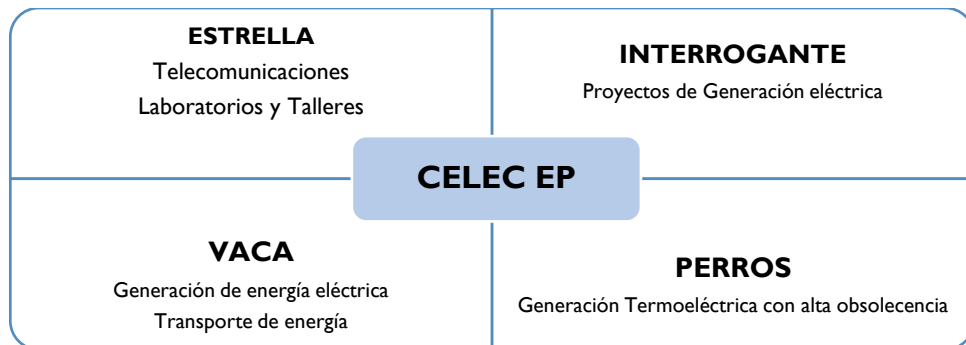 ESTRELLA
Telecomunicaciones
Laboratorios y Talleres
INTERROGANTE
Proyectos de Generación eléctrica
CELEC EP
VACA
Generación de energía eléctrica
Transporte de energía
PERROS
Generación Termoeléctrica con alta obsolecencia